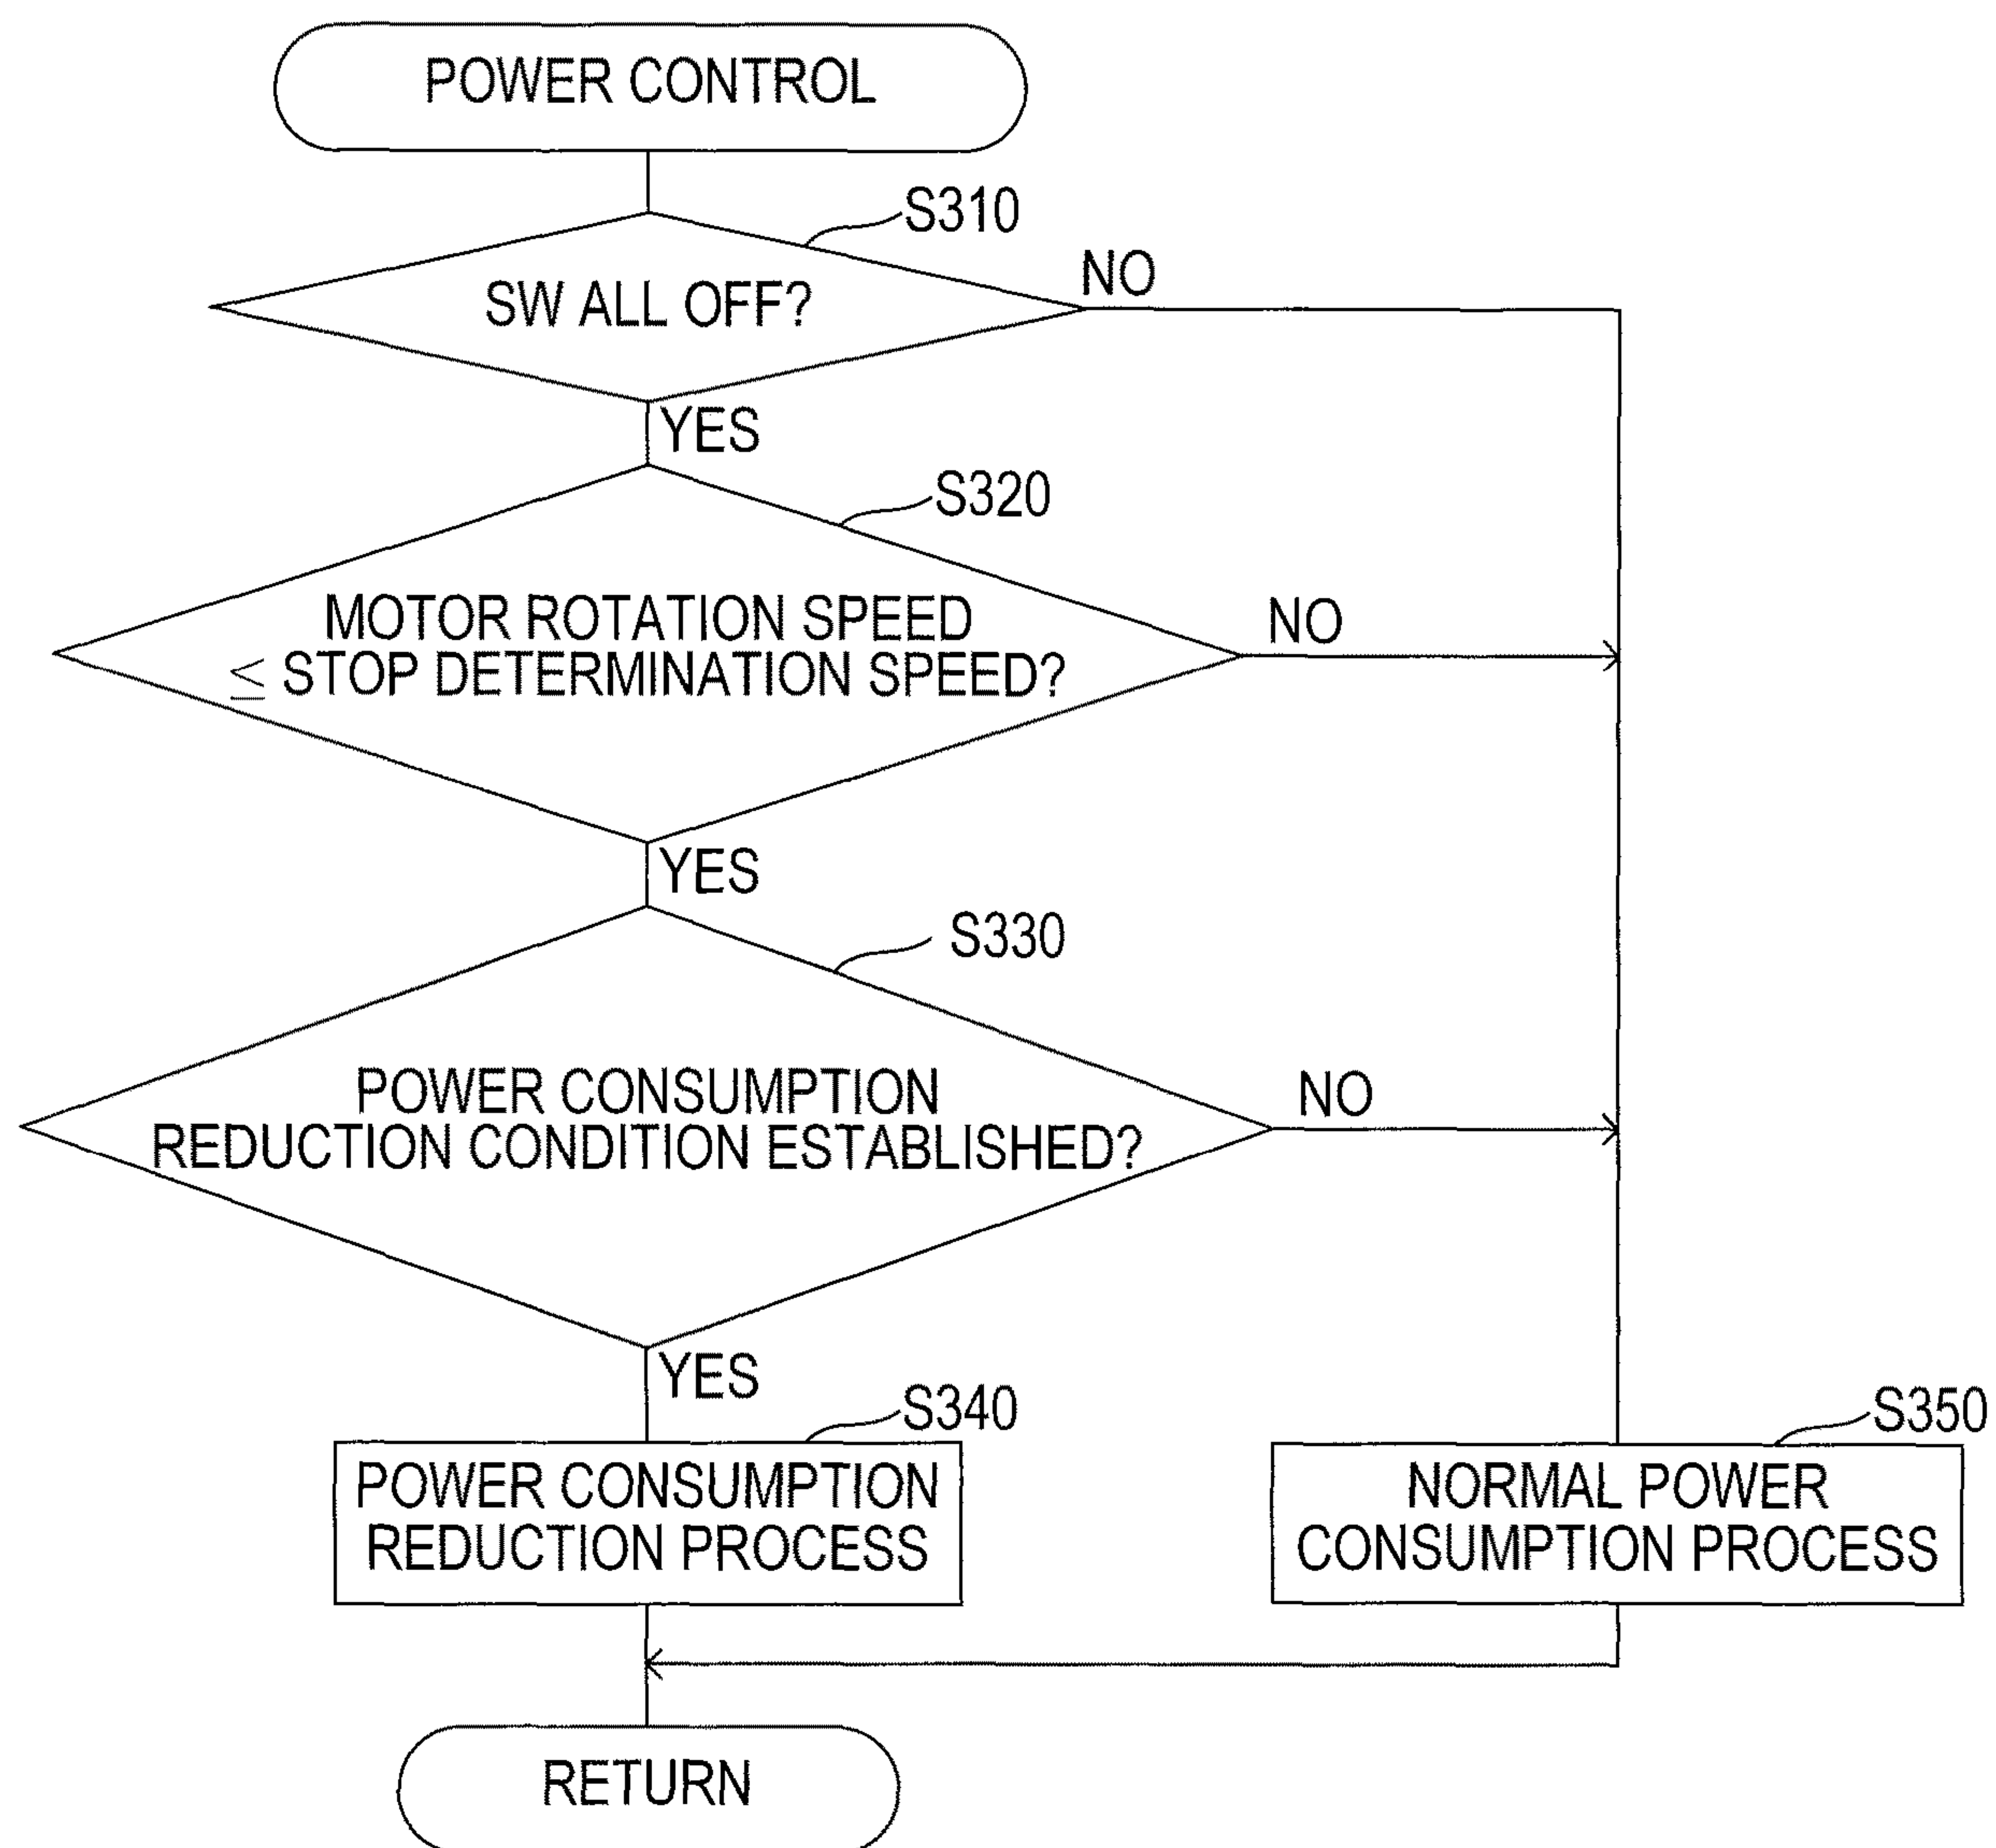 POWER CONTROL
S310
SW ALL OFF?
NO
YES
S320
MOTOR ROTATION SPEED
≤ STOP DETERMINATION SPEED?
NO
YES
S330
POWER CONSUMPTION
REDUCTION CONDITION ESTABLISHED?
NO
YES
S340
POWER CONSUMPTION
REDUCTION PROCESS
S350
NORMAL POWER
CONSUMPTION PROCESS
RETURN